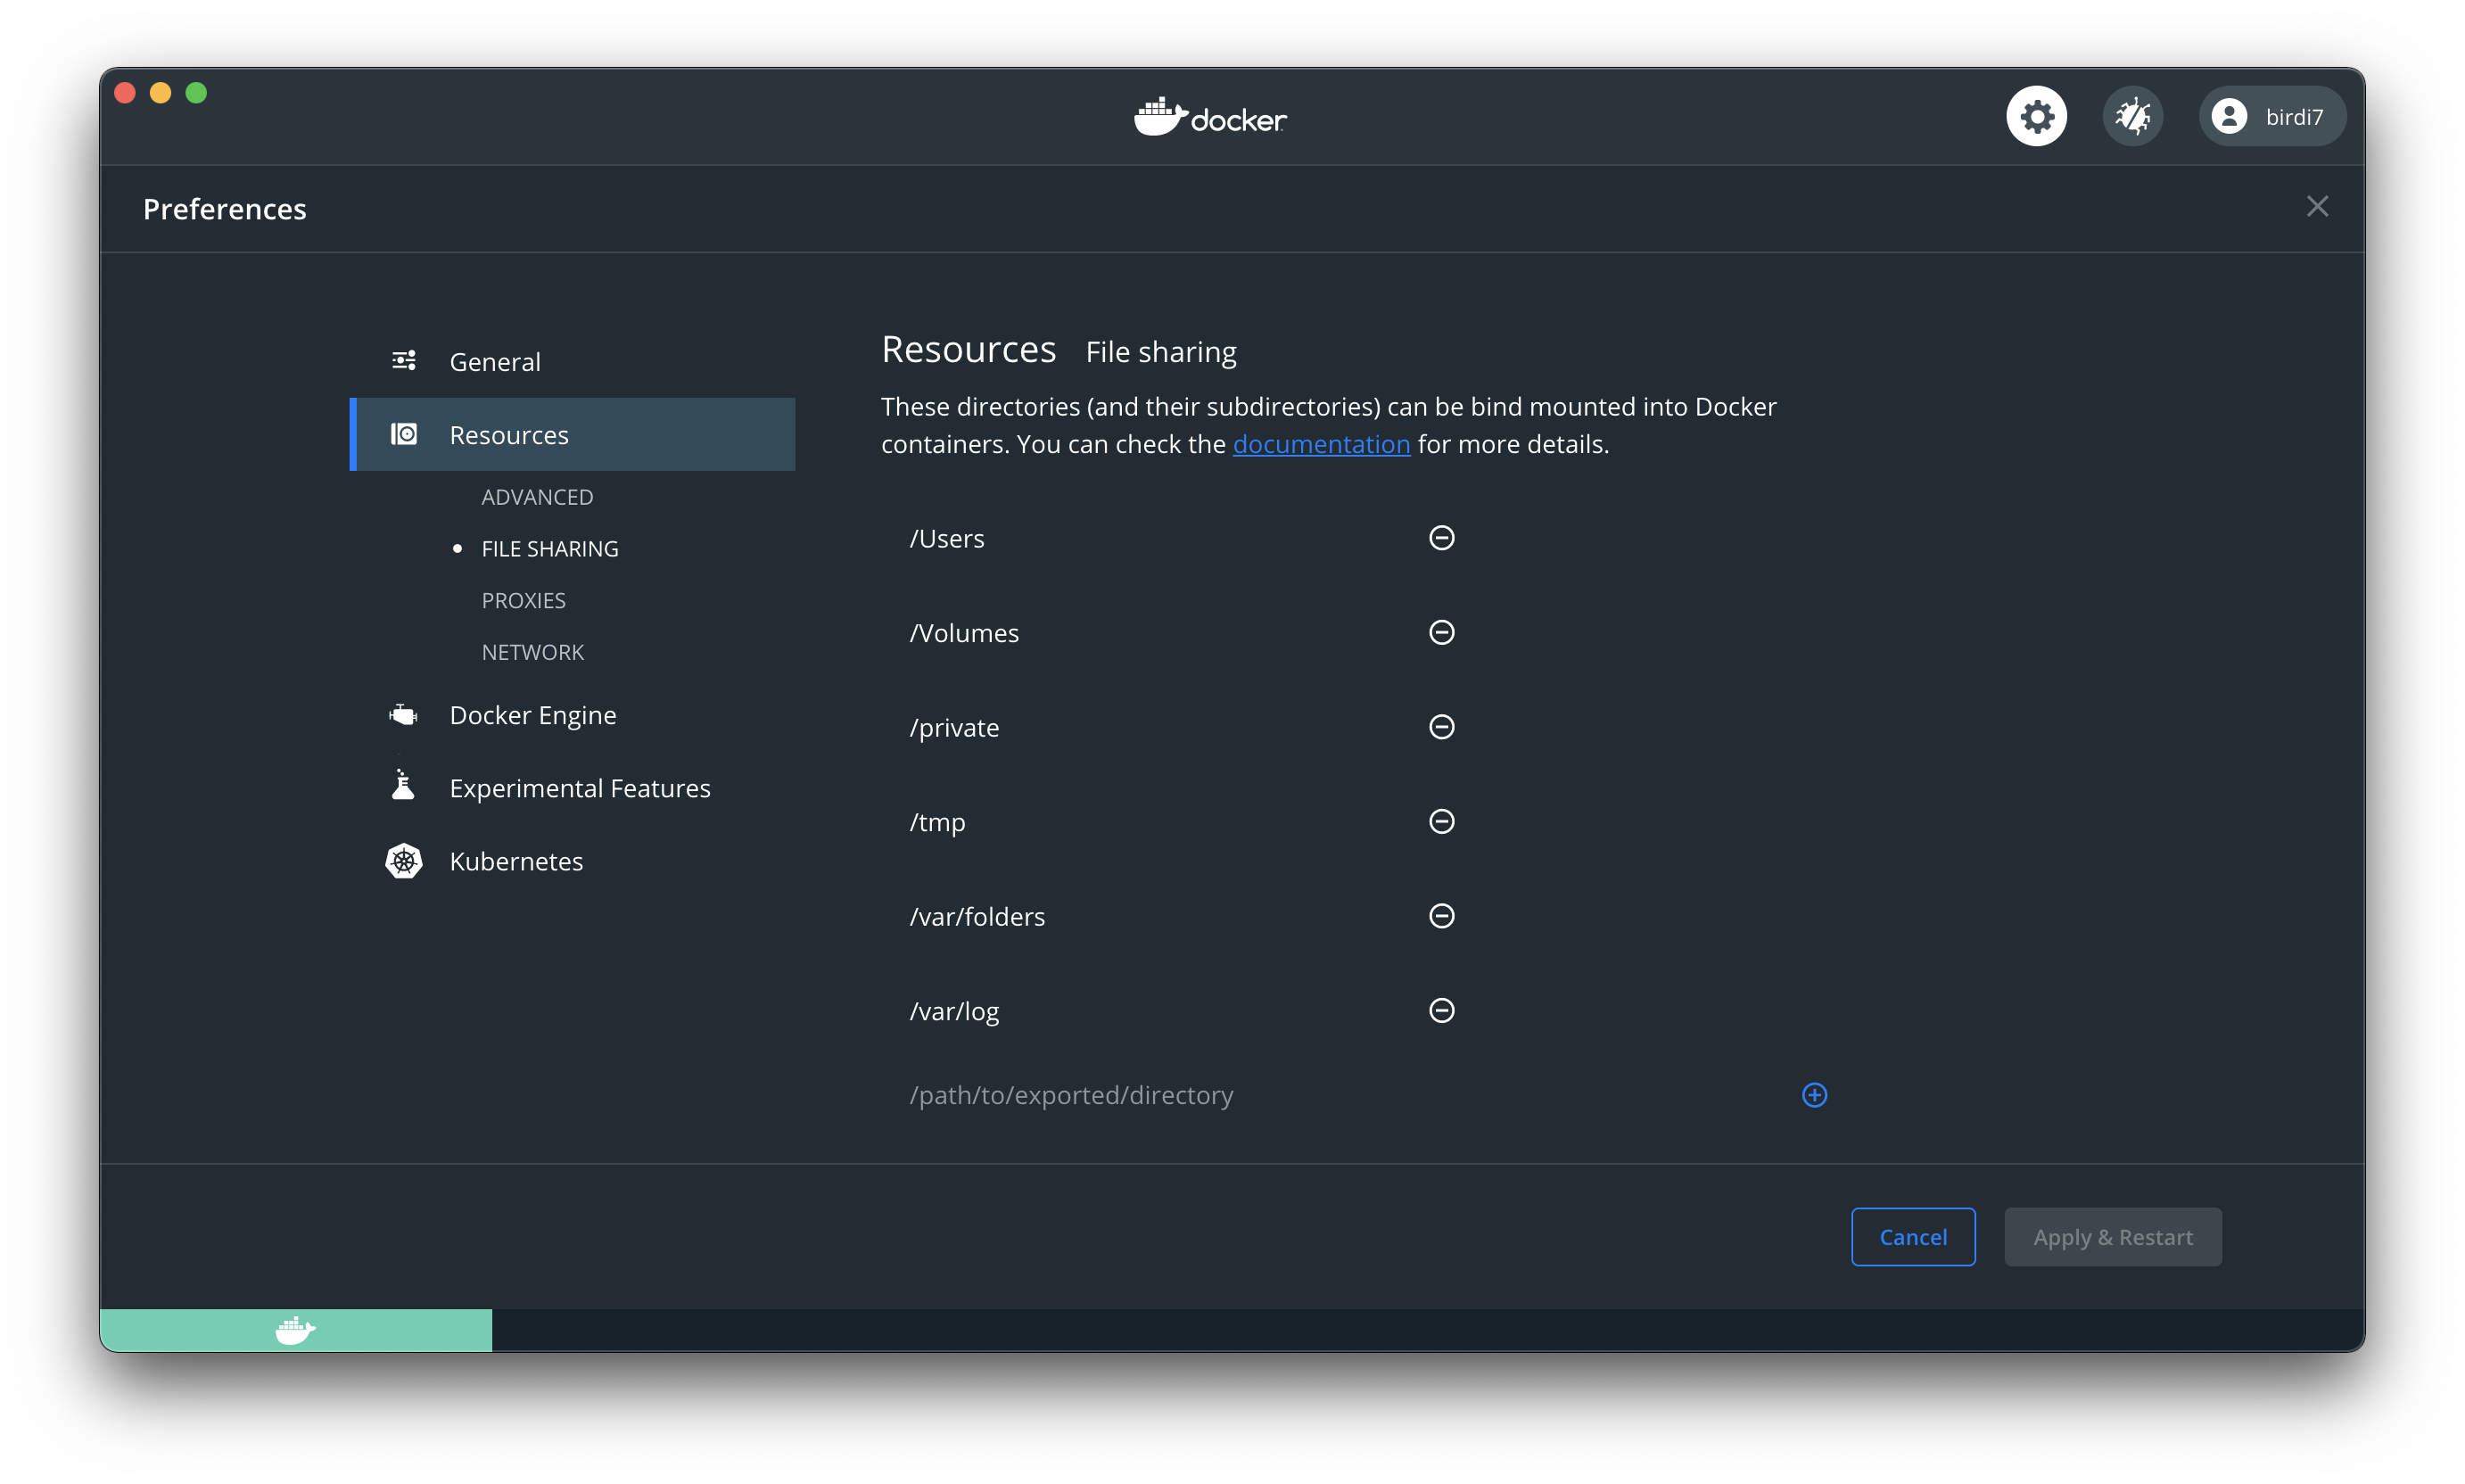 docker
birdi7
Preferences
General
Resources
ADVANCED
FILE SHARING
PROXIES
NETWORK
Docker Engine
Experimental Features
Kubernetes
Resources File sharing
These directories (and their subdirectories) can be bind mounted into Docker
containers. You can check the documentation for more details.
/Users
/Volumes
/private
/tmp
/var/folders
/var/log
/path/to/exported/directory
Cancel
Apply & Restart